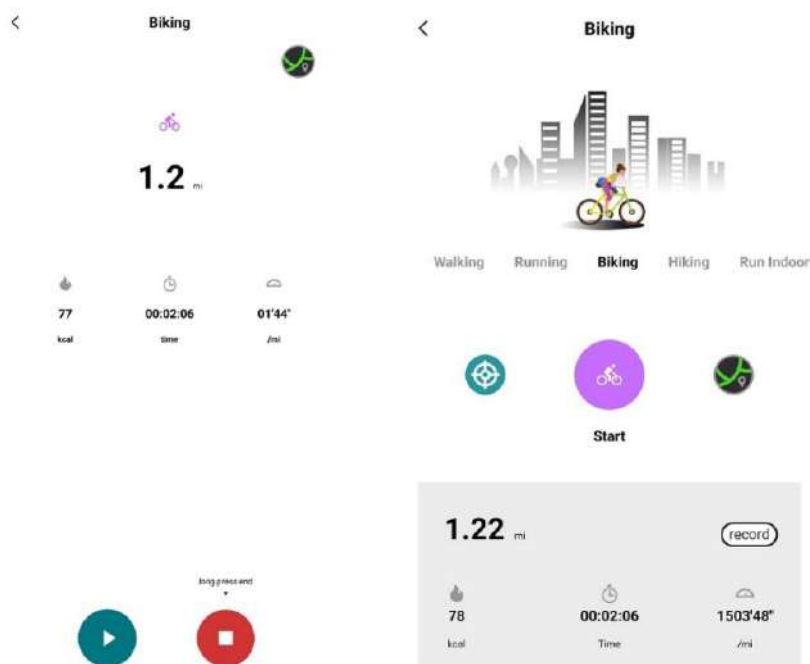 Biking
1.2 mi
77
00:02:06
01'44"
kcal
time
/mi
long press end
Biking
Walking
Running
Biking
Hiking
Run Indoor
Start
1.22 mi
record
78
00:02:06
1503'48"
kcal
Time
/mi